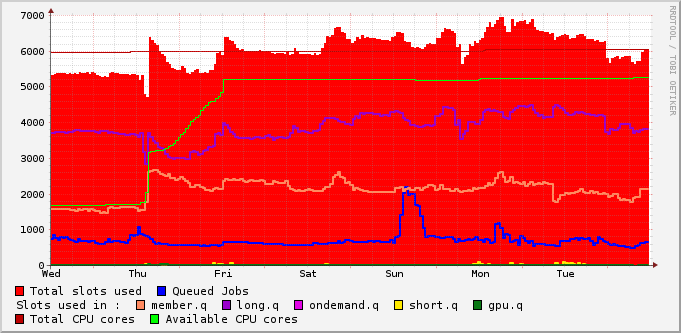 RRDTOOL / TOBI OETIKER
7000
6000
5000
4000
3000
2000
1000
0
Wed Thu Fri Sat Sun Mon Tue
Total slots used Queued Jobs
Slots used in : member.q long.q ondemand.q short.q gpu.q
Total CPU cores Available CPU cores